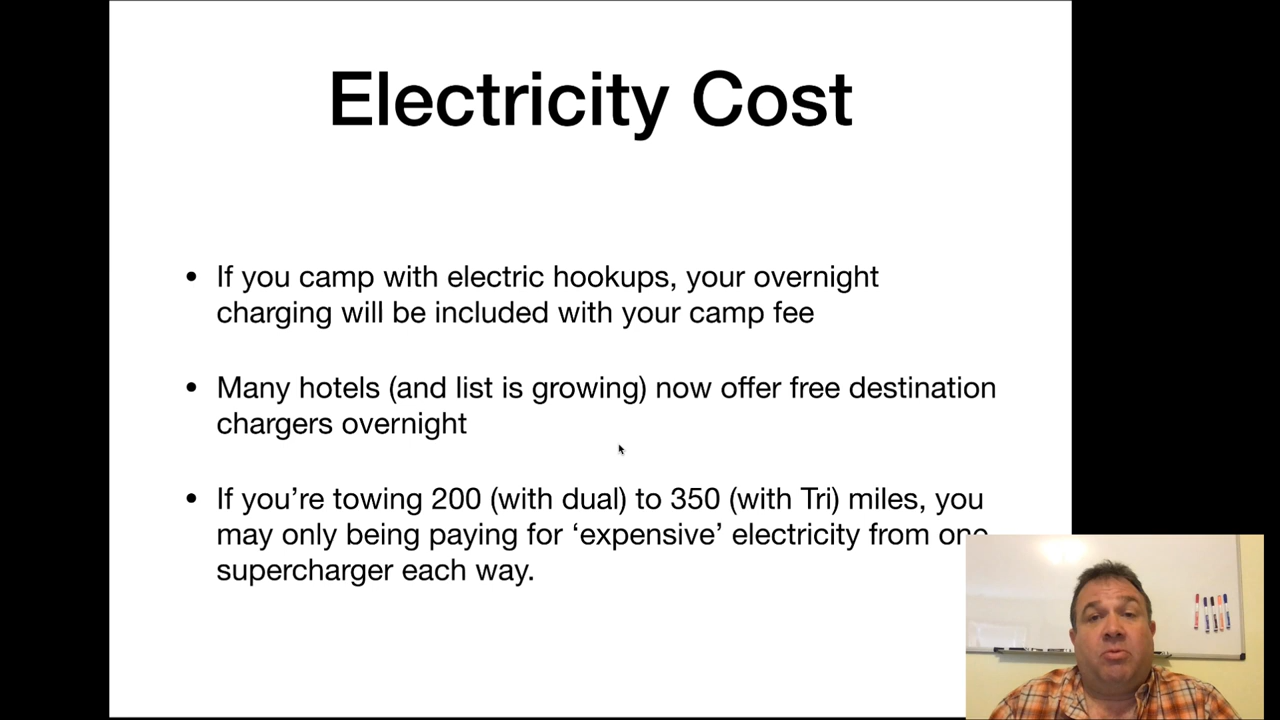 Electricity Cost
• If you camp with electric hookups, your overnight
charging will be included with your camp fee
• Many hotels (and list is growing) now offer free destination
chargers overnight
• If you’re towing 200 (with dual) to 350 (with Tri) miles, you
may only being paying for ‘expensive’ electricity from one
supercharger each way.